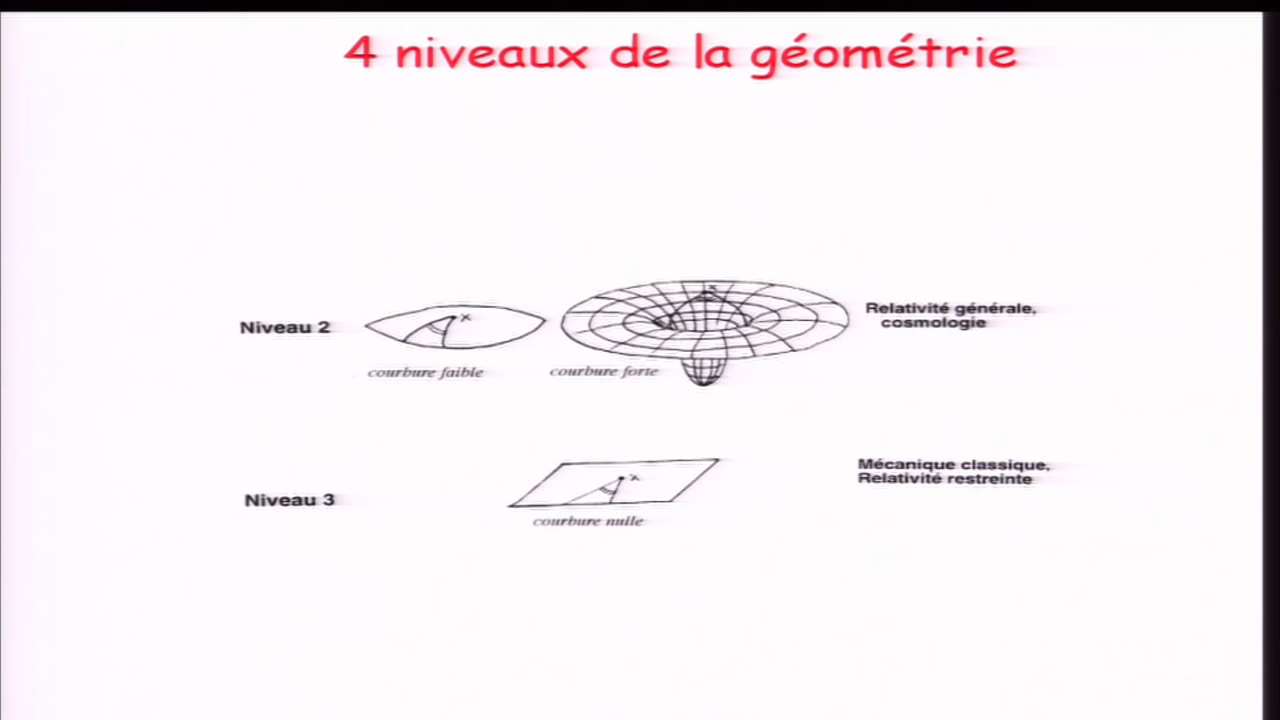 4 niveaux de la géométrie
Niveau 2
x
x
Relativité générale,
cosmologie
courbure faible
courbure forte
Niveau 3
x
Mécanique classique,
Relativité restreinte
courbure nulle